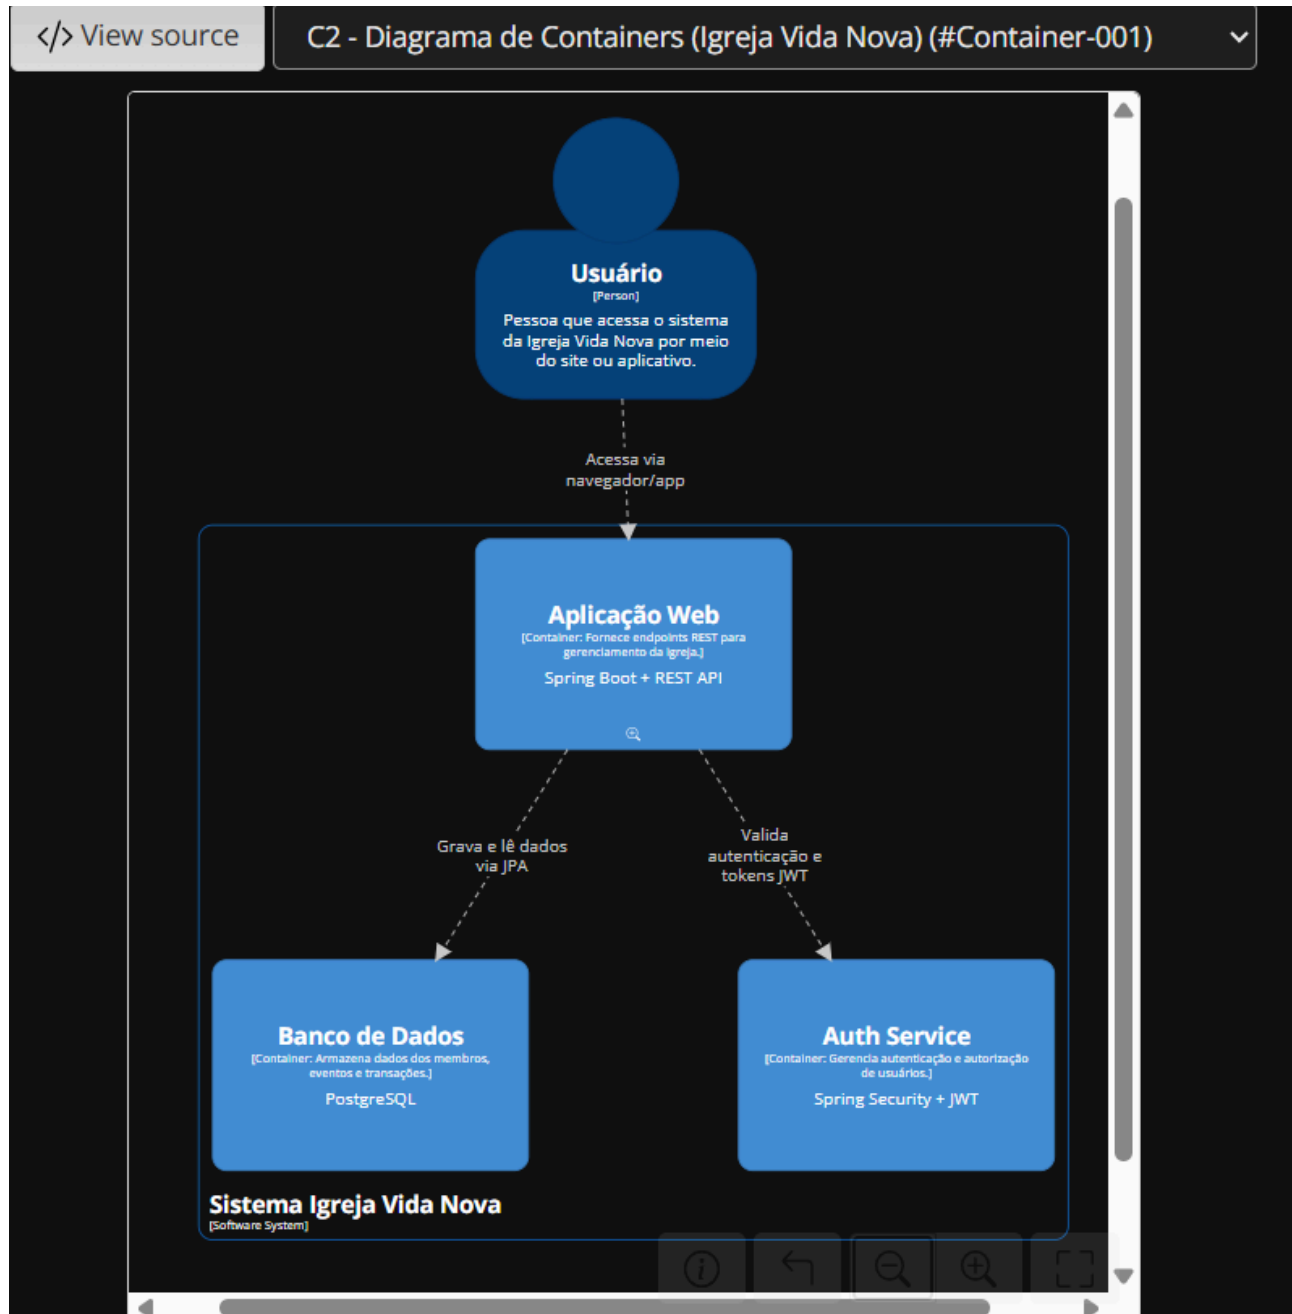 </> View source
C2 - Diagrama de Containers (Igreja Vida Nova) (#Container-001)
Usuário
[Person]
Pessoa que acessa o sistema
da Igreja Vida Nova por meio
do site ou aplicativo.
Acessa via
navegador/app
Aplicação Web
[Container: Fornece endpoints REST para
gerenciamento da igreja.]
Spring Boot + REST API
Grava e lê dados
via JPA
Valida
autenticação e
tokens JWT
Banco de Dados
[Container: Armazena dados dos membros,
eventos e transações.]
PostgreSQL
Auth Service
[Container: Gerencia autenticação e autorização
de usuários.]
Spring Security + JWT
Sistema Igreja Vida Nova
[Software System]